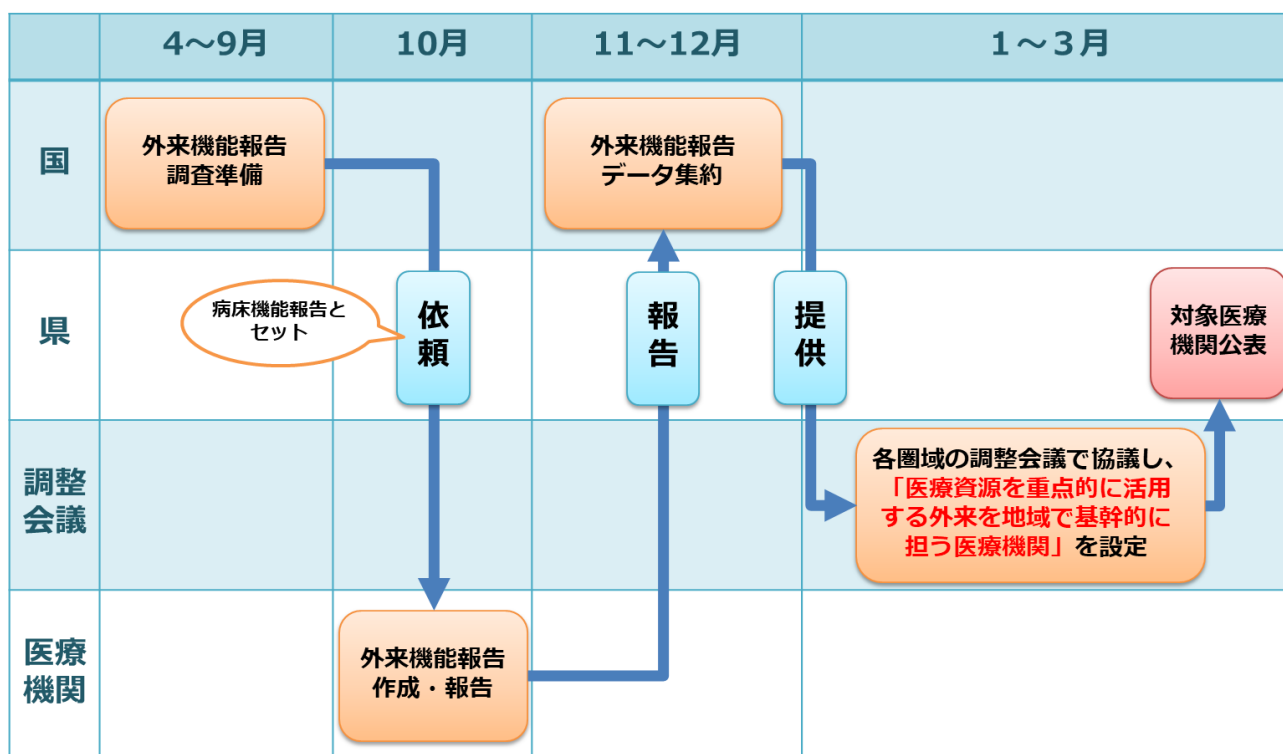 4～9月
10月
11～12月
1～3月
国
外来機能報告
調査準備
外来機能報告
データ集約
県
病床機能報告と
セット
依頼
報告
提供
対象医療
機関公表
調整
会議
各圏域の調整会議で協議し、
「医療資源を重点的に活用
する外来を地域で基幹的に
担う医療機関」を設定
医療
機関
外来機能報告
作成・報告